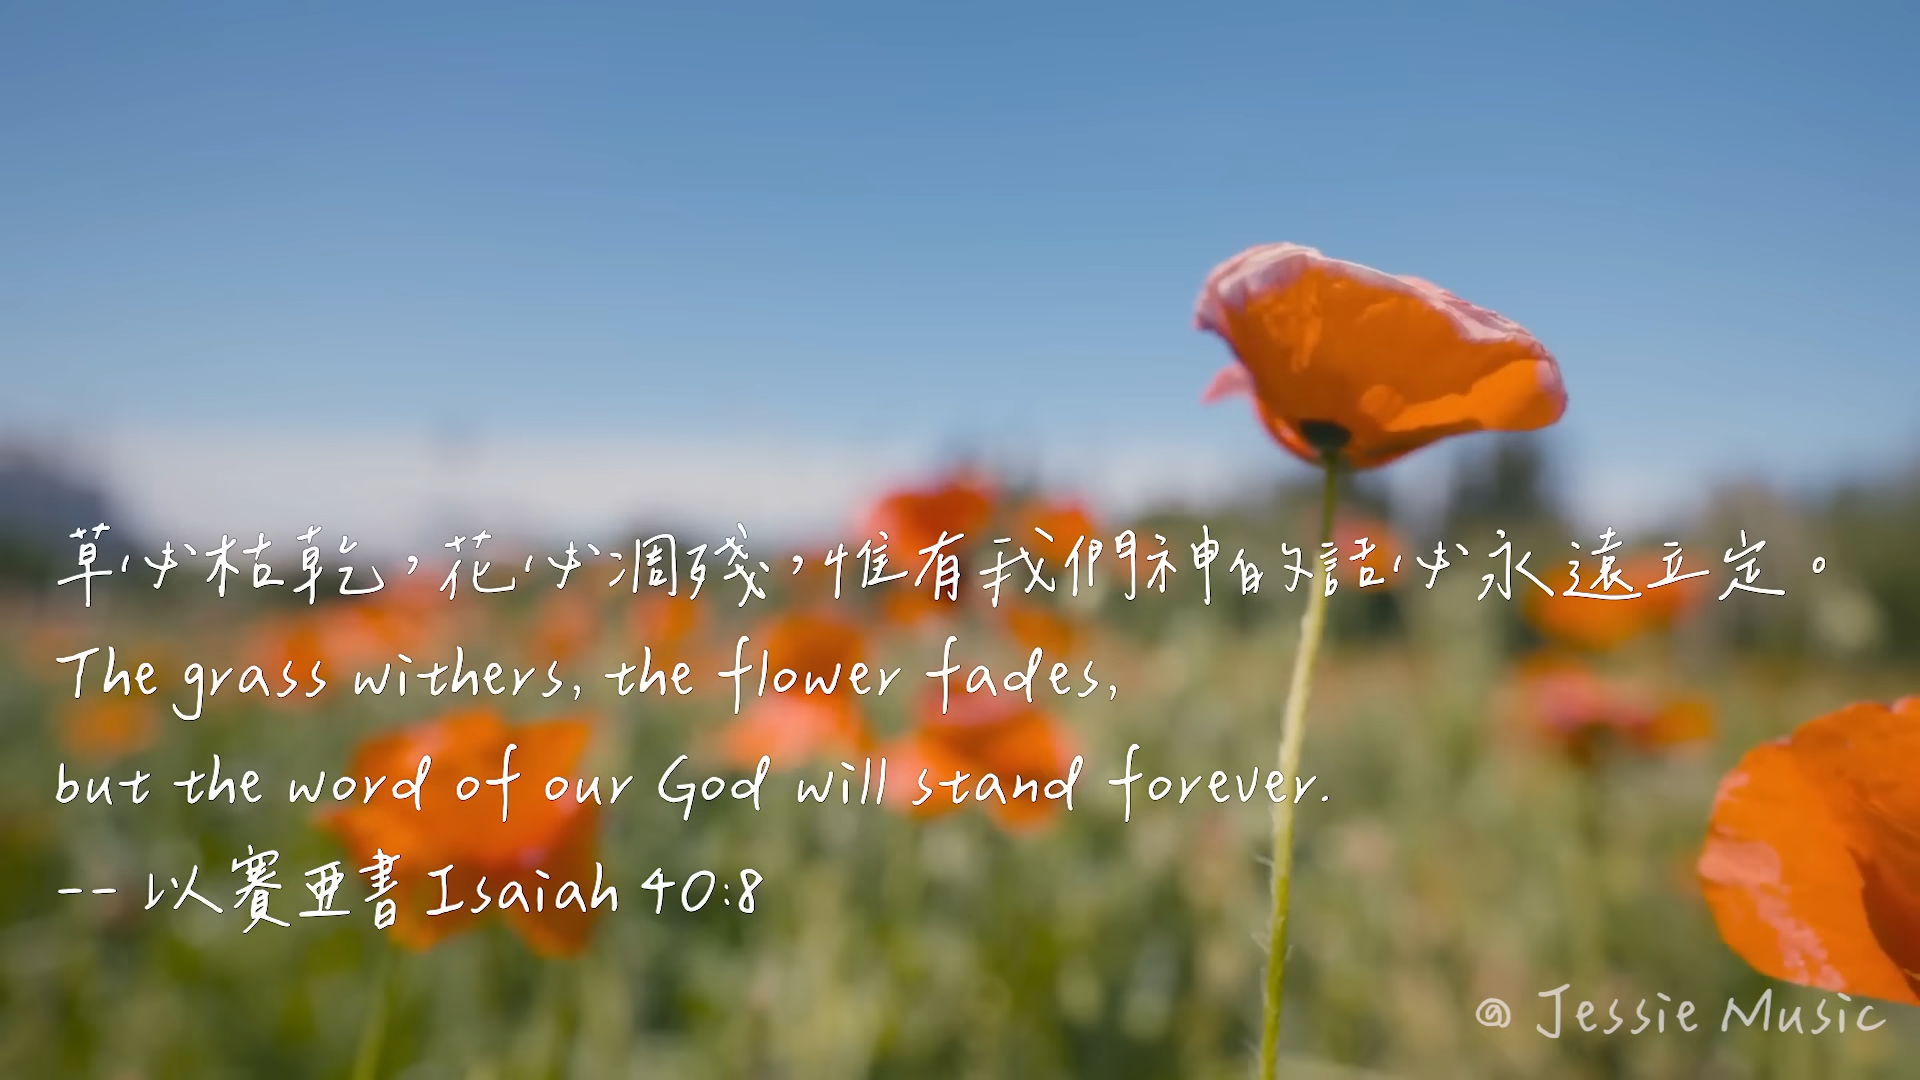 草必枯乾，花必凋殘，惟有我們神的話必永遠立定。
The grass withers, the flower fades,
but the word of our God will stand forever.
-- 以賽亞書 Isaiah 40:8
@ Jessie Music